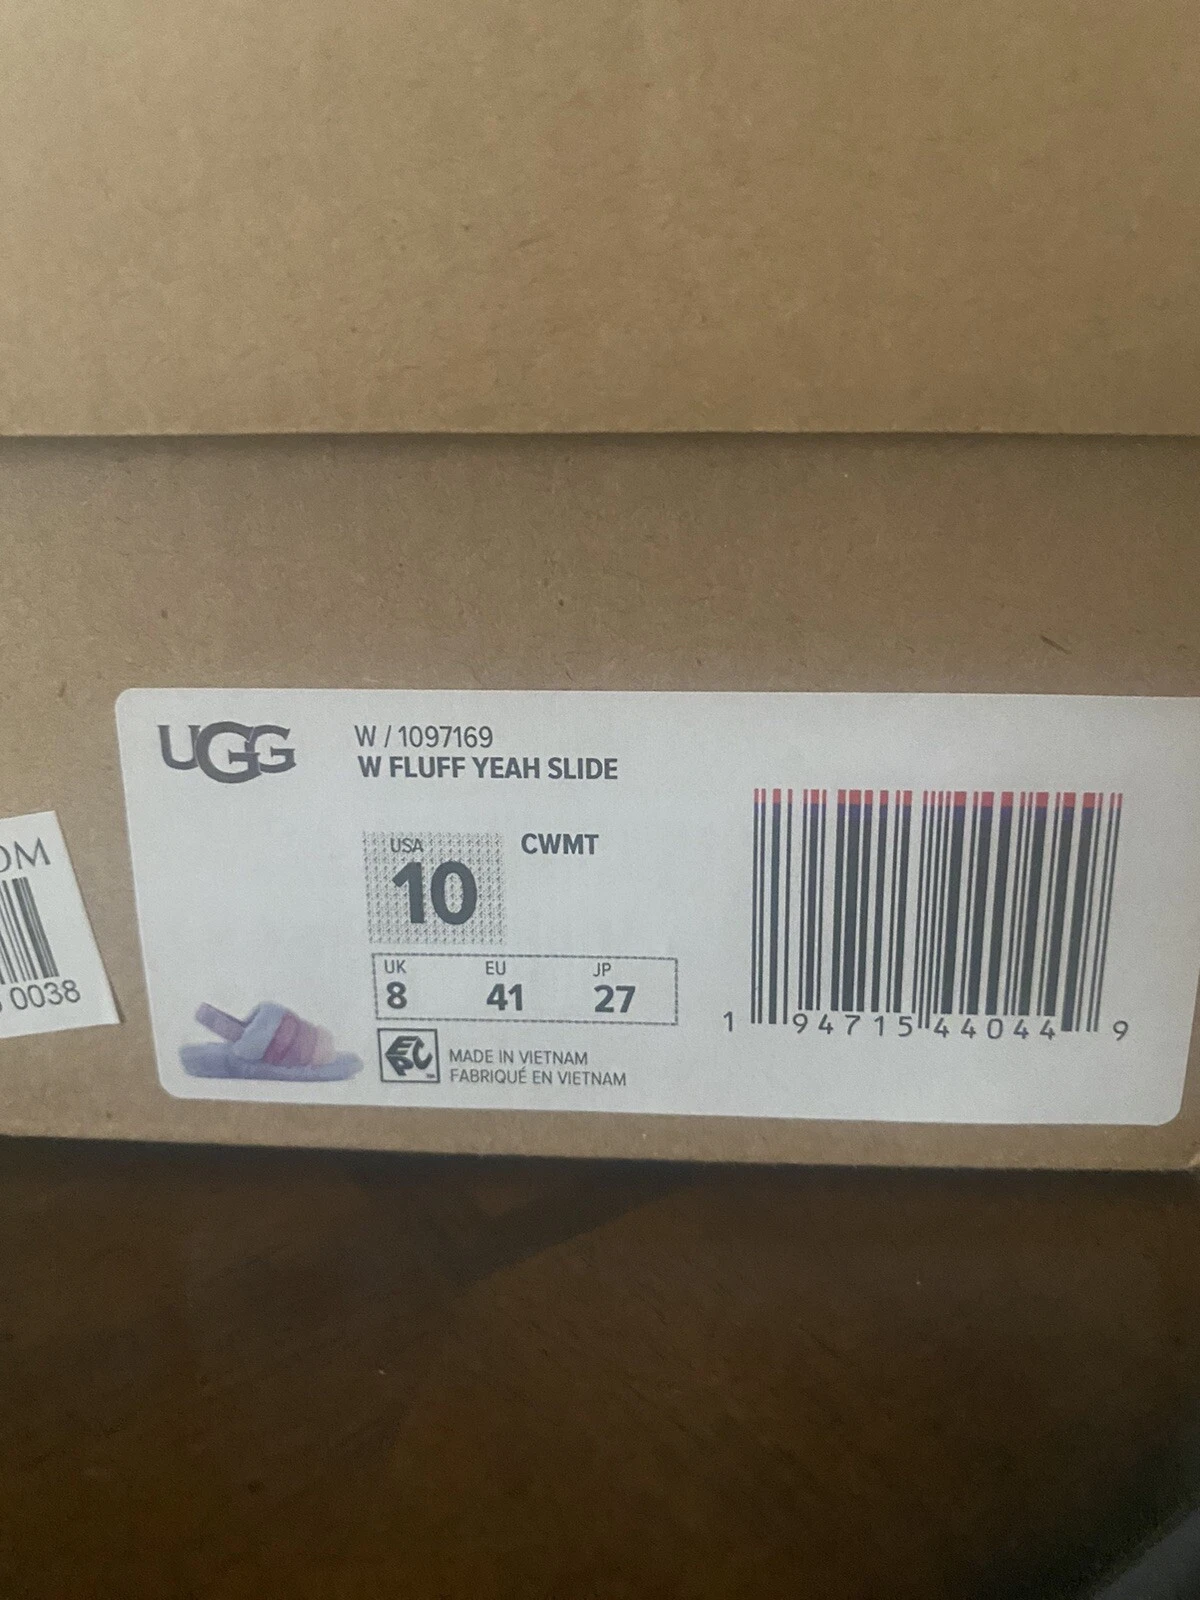 UGG
W / 1097169
W FLUFF YEAH SLIDE
USA
10
CWMT
UK EU JP
8 41 27
EPC
MADE IN VIETNAM
FABRIQUÉ EN VIETNAM
1 94715 44044 9
OM
0038